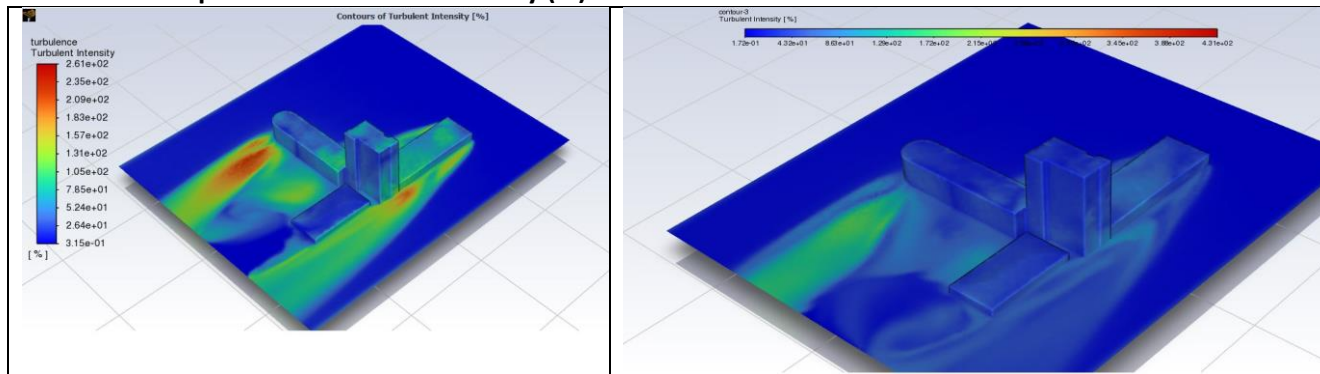 Contours of Turbulent Intensity [%]
turbulence
Turbulent Intensity
2.61e+02
2.35e+02
2.09e+02
1.83e+02
1.57e+02
1.31e+02
1.05e+02
7.85e+01
5.24e+01
2.64e+01
3.15e-01
[ % ]
contour-3
Turbulent Intensity [ % ]
1.72e-01 4.32e+01 8.63e+01 1.29e+02 1.72e+02 2.15e+02 3.45e+02 3.88e+02 4.31e+02